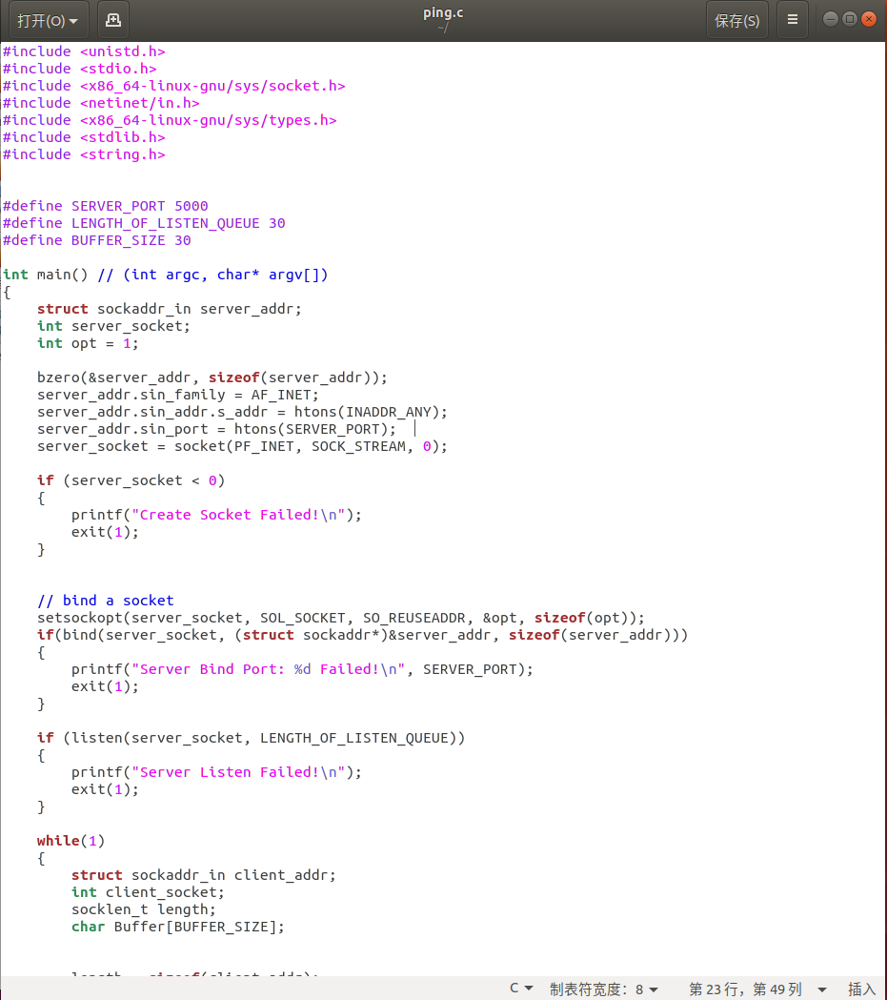 打开(O)
ping.c
~/
保存(S)
#include <unistd.h>
#include <stdio.h>
#include <x86_64-linux-gnu/sys/socket.h>
#include <netinet/in.h>
#include <x86_64-linux-gnu/sys/types.h>
#include <stdlib.h>
#include <string.h>
#define SERVER_PORT 5000
#define LENGTH_OF_LISTEN_QUEUE 30
#define BUFFER_SIZE 30
int main() // (int argc, char* argv[])
{
    struct sockaddr_in server_addr;
    int server_socket;
    int opt = 1;
    bzero(&server_addr, sizeof(server_addr));
    server_addr.sin_family = AF_INET;
    server_addr.sin_addr.s_addr = htons(INADDR_ANY);
    server_addr.sin_port = htons(SERVER_PORT);
    server_socket = socket(PF_INET, SOCK_STREAM, 0);
    if (server_socket < 0)
    {
        printf("Create Socket Failed!\n");
        exit(1);
    }
    // bind a socket
    setsockopt(server_socket, SOL_SOCKET, SO_REUSEADDR, &opt, sizeof(opt));
    if(bind(server_socket, (struct sockaddr*)&server_addr, sizeof(server_addr)))
    {
        printf("Server Bind Port: %d Failed!\n", SERVER_PORT);
        exit(1);
    }
    if (listen(server_socket, LENGTH_OF_LISTEN_QUEUE))
    {
        printf("Server Listen Failed!\n");
        exit(1);
    }
    while(1)
    {
        struct sockaddr_in client_addr;
        int client_socket;
        socklen_t length;
        char Buffer[BUFFER_SIZE];
        length = sizeof(client_addr);
C 制表符宽度：8 第 23 行，第 49 列 插入